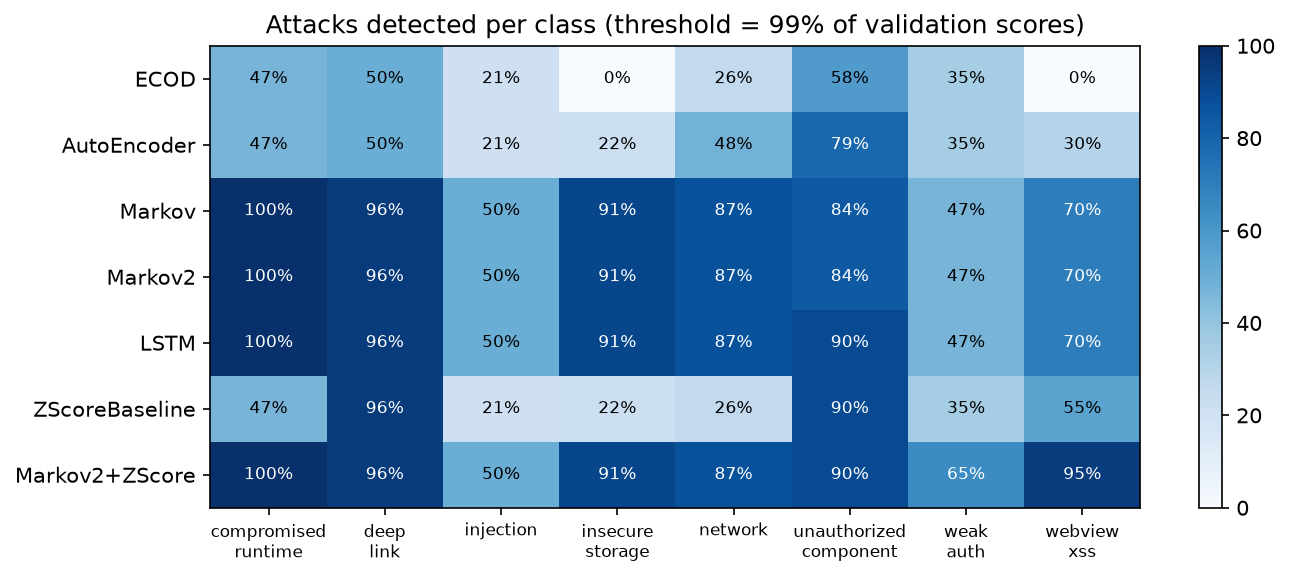 Attacks detected per class (threshold = 99% of validation scores)
ECOD 47% 50% 21% 0% 26% 58% 35% 0%
AutoEncoder 47% 50% 21% 22% 48% 79% 35% 30%
Markov 100% 96% 50% 91% 87% 84% 47% 70%
Markov2 100% 96% 50% 91% 87% 84% 47% 70%
LSTM 100% 96% 50% 91% 87% 90% 47% 70%
ZScoreBaseline 47% 96% 21% 22% 26% 90% 35% 55%
Markov2+ZScore 100% 96% 50% 91% 87% 90% 65% 95%
compromised
runtime
deep
link
injection
insecure
storage
network
unauthorized
component
weak
auth
webview
xss
100
80
60
40
20
0